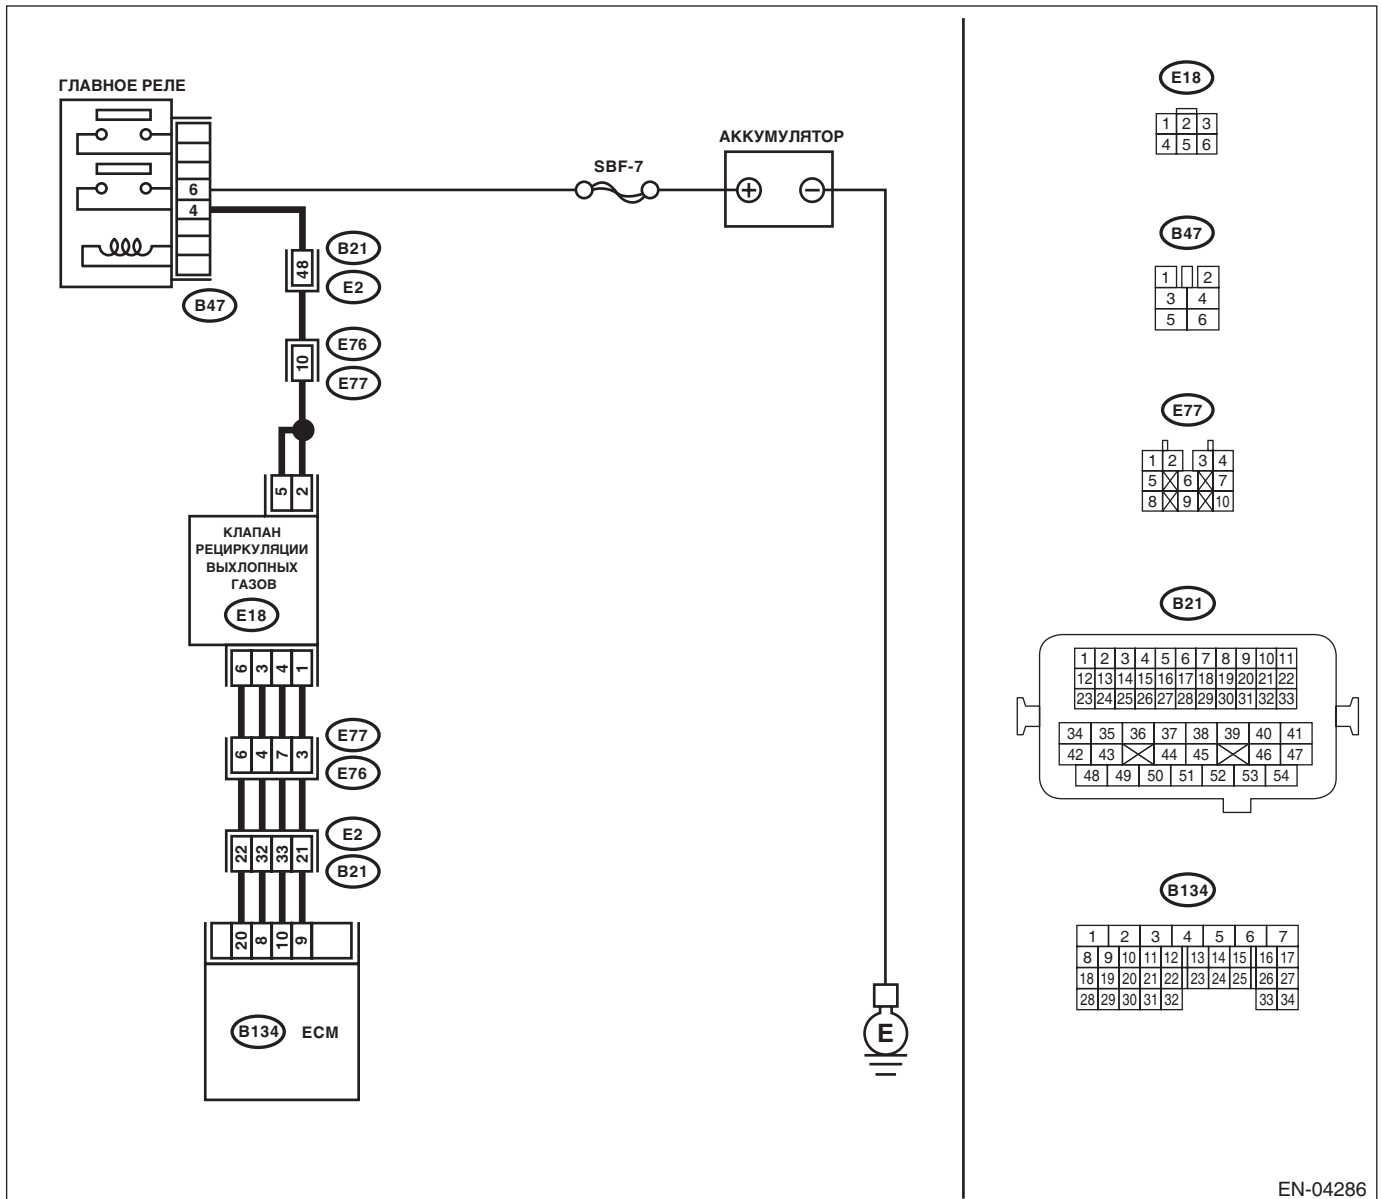 ГЛАВНОЕ РЕЛЕ
6
4
B47
SBF-7
АККУМУЛЯТОР
+ −
48
B21
E2
10
E76
E77
5 2
КЛАПАН
РЕЦИРКУЛЯЦИИ
ВЫХЛОПНЫХ
ГАЗОВ
E18
6 3 4 1
6 4 7 3
E77
E76
22 32 33 21
E2
B21
20 8 10 9
B134 ECM
E
E18
1 2 3
4 5 6
B47
1 2
3 4
5 6
E77
1 2 3 4
5 6 7
8 9 10
B21
1 2 3 4 5 6 7 8 9 10 11
12 13 14 15 16 17 18 19 20 21 22
23 24 25 26 27 28 29 30 31 32 33
34 35 36 37 38 39 40 41
42 43 44 45 46 47
48 49 50 51 52 53 54
B134
1 2 3 4 5 6 7
8 9 10 11 12 13 14 15 16 17
18 19 20 21 22 23 24 25 26 27
28 29 30 31 32 33 34
EN-04286